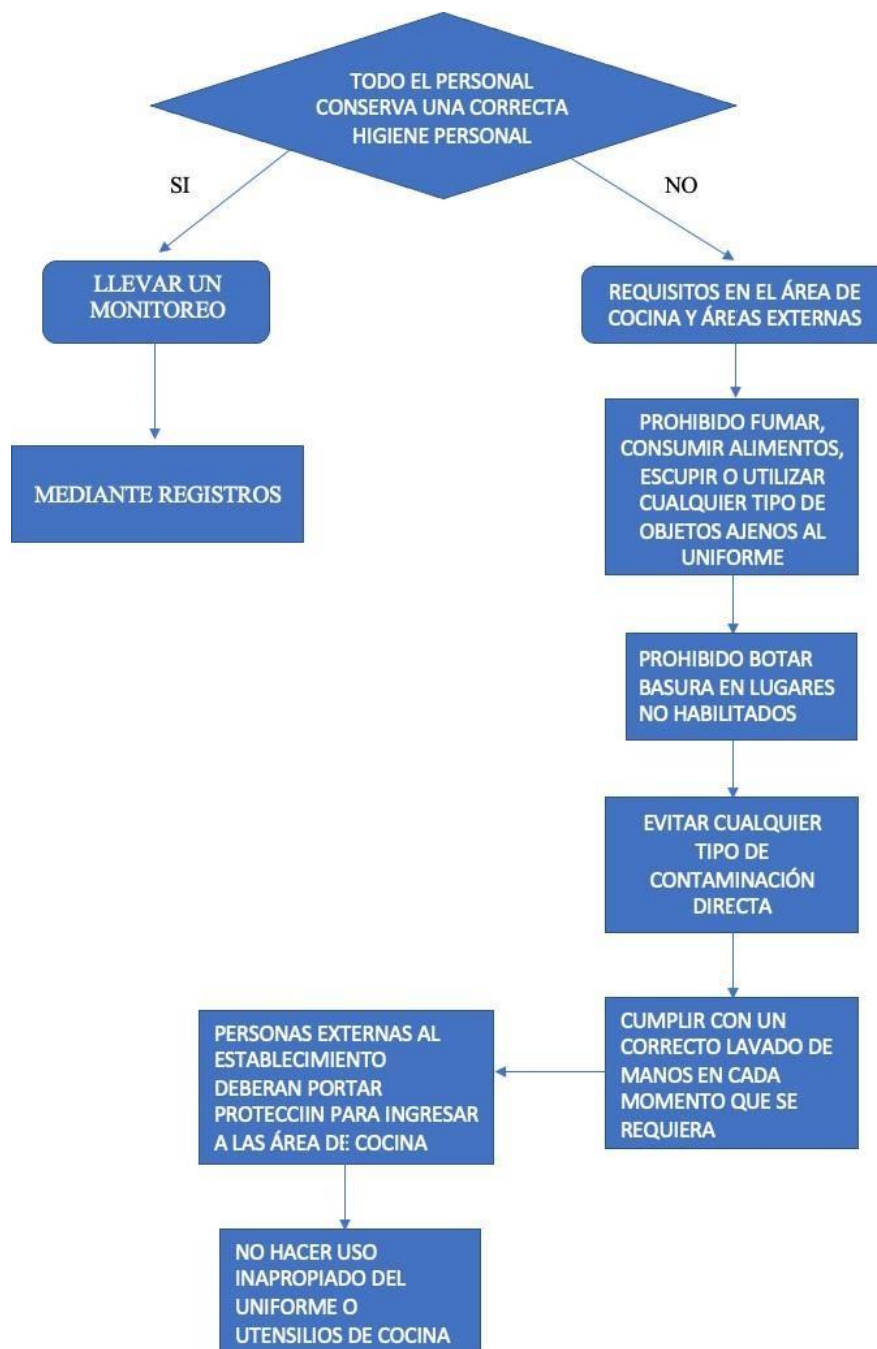 TODO EL PERSONAL
CONSERVA UNA CORRECTA
HIGIENE PERSONAL
SI
NO
LLEVAR UN
MONITOREO
REQUISITOS EN EL ÁREA DE
COCINA Y ÁREAS EXTERNAS
MEDIANTE REGISTROS
PROHIBIDO FUMAR,
CONSUMIR ALIMENTOS,
ESCUPIR O UTILIZAR
CUALQUIER TIPO DE
OBJETOS AJENOS AL
UNIFORME
PROHIBIDO BOTAR
BASURA EN LUGARES
NO HABILITADOS
EVITAR CUALQUIER
TIPO DE
CONTAMINACIÓN
DIRECTA
CUMPLIR CON UN
CORRECTO LAVADO DE
MANOS EN CADA
MOMENTO QUE SE
REQUIERA
PERSONAS EXTERNAS AL
ESTABLECIMIENTO
DEBERAN PORTAR
PROTECCIIN PARA INGRESAR
A LAS ÁREA DE COCINA
NO HACER USO
INAPROPIADO DEL
UNIFORME O
UTENSILIOS DE COCINA